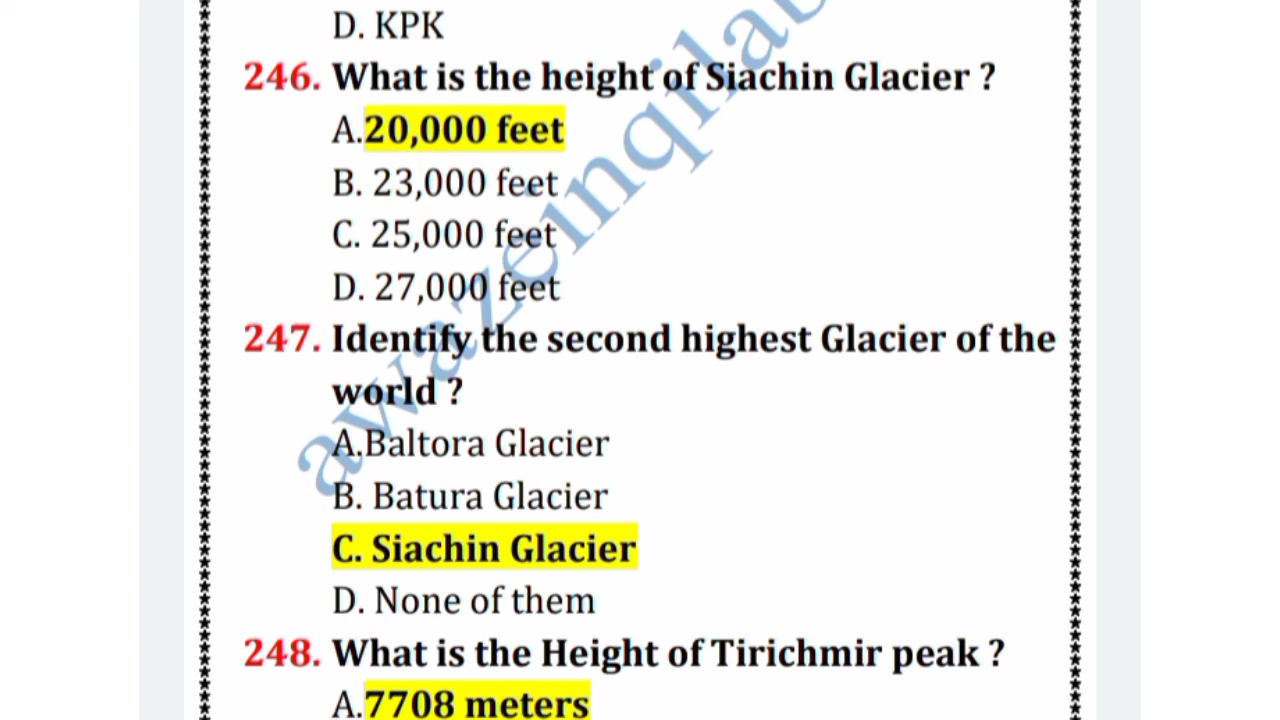 D. KPK
246. What is the height of Siachin Glacier ?
A.20,000 feet
B. 23,000 feet
C. 25,000 feet
D. 27,000 feet
247. Identify the second highest Glacier of the
world ?
A.Baltora Glacier
B. Batura Glacier
C. Siachin Glacier
D. None of them
248. What is the Height of Tirichmir peak ?
A.7708 meters
awazeinqilab